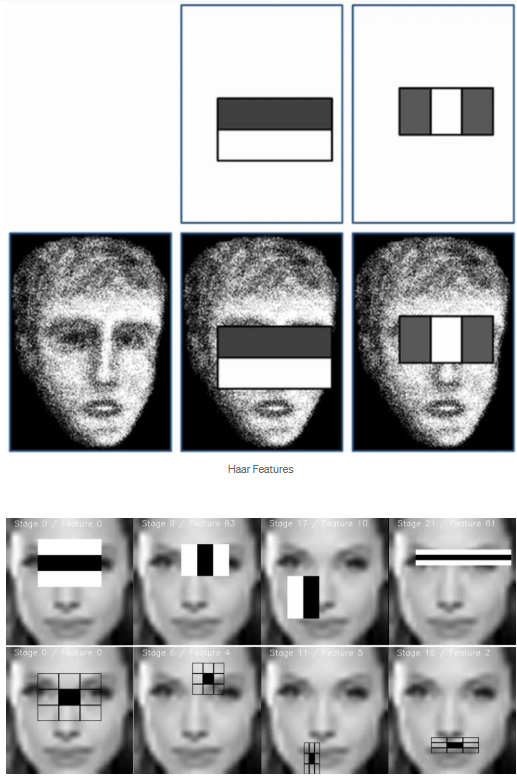 Haar Features
Stage 0 / Feature 0
Stage 9 / Feature 83
Stage 17 / Feature 10
Stage 21 / Feature 81
Stage 0 / Feature 0
Stage 6 / Feature 4
Stage 11 / Feature 5
Stage 18 / Feature 2